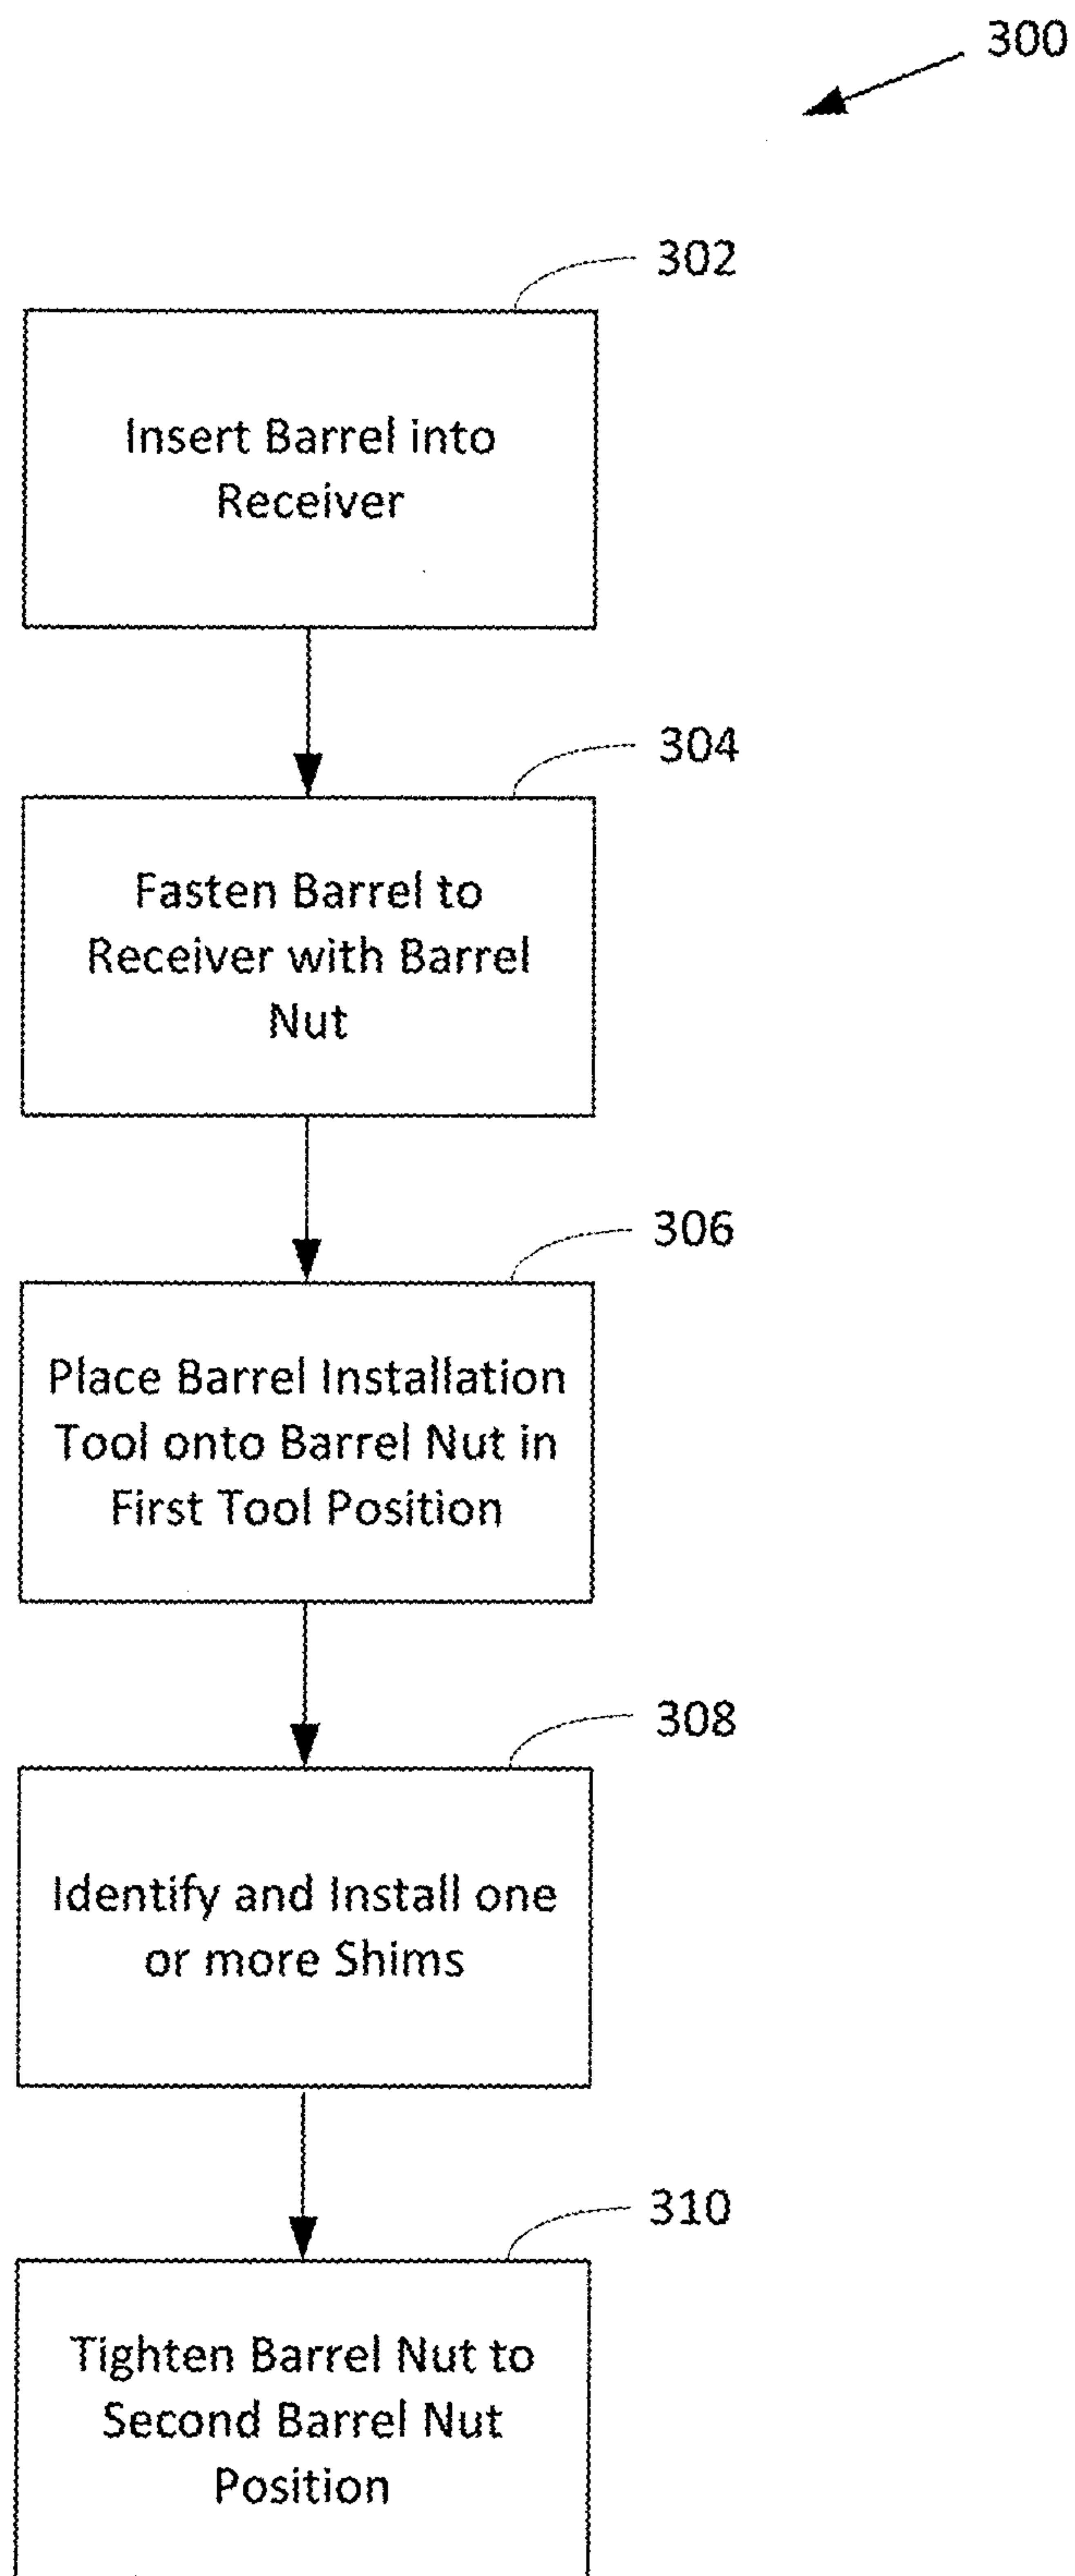 300
302
Insert Barrel into
Receiver
304
Fasten Barrel to
Receiver with Barrel
Nut
306
Place Barrel Installation
Tool onto Barrel Nut in
First Tool Position
308
Identify and Install one
or more Shims
310
Tighten Barrel Nut to
Second Barrel Nut
Position